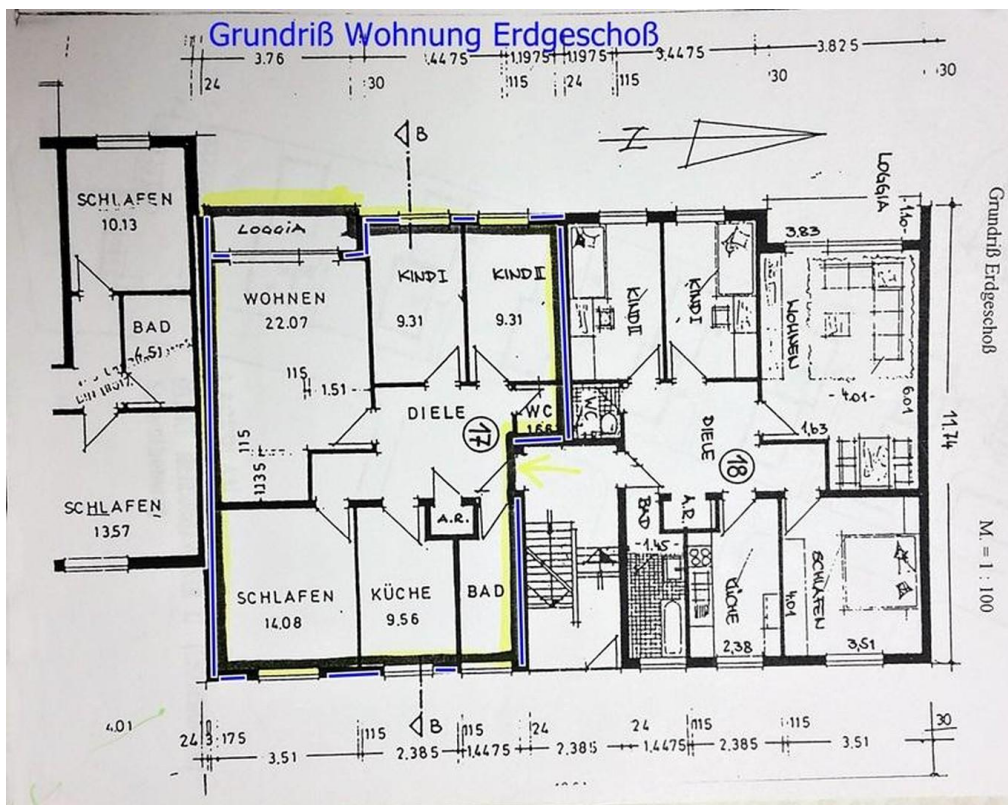 Grundriß Wohnung Erdgeschoß
3.76
4475
1,1975
1,1975
3.4475
3.825
24
30
115
24
115
30
30
B
SCHLAFEN
10.13
LOGGIA
LOGGIA
1.10
3.83
WOHNEN
22.07
KIND I
9.31
KIND II
9.31
KIND II
KIND I
WOHNEN
BAD
115
1.51
4.01
6.01
DIELE
17
WC
1.66
WC
DIELE
18
1,63
11.74
115
1.135
SCHLAFEN
13.57
A.R.
BAD
A.R.
1.45
SCHLAFEN
14.08
KÜCHE
9.56
BAD
KÜCHE
2,38
4.01
SCHLAFEN
3,51
Grundriß Erdgeschoß
M. = 1 : 100
4.01
B
24
175
115
115
24
24
115
115
30
3.51
2.385
1,4475
2.385
1,4475
2.385
3.51